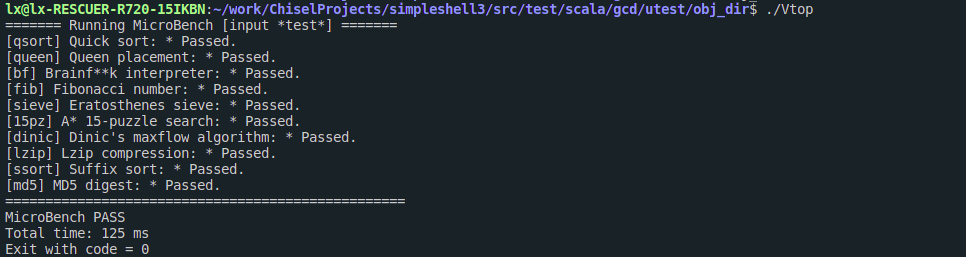 lx@lx-RESCUER-R720-15IKBN:~/work/ChiselProjects/simpleshell3/src/test/scala/gcd/utest/obj_dir$ ./Vtop
======= Running MicroBench [input *test*] =======
[qsort] Quick sort: * Passed.
[queen] Queen placement: * Passed.
[bf] Brainf**k interpreter: * Passed.
[fib] Fibonacci number: * Passed.
[sieve] Eratosthenes sieve: * Passed.
[15pz] A* 15-puzzle search: * Passed.
[dinic] Dinic's maxflow algorithm: * Passed.
[lzip] Lzip compression: * Passed.
[ssort] Suffix sort: * Passed.
[md5] MD5 digest: * Passed.
==================================================
MicroBench PASS
Total time: 125 ms
Exit with code = 0